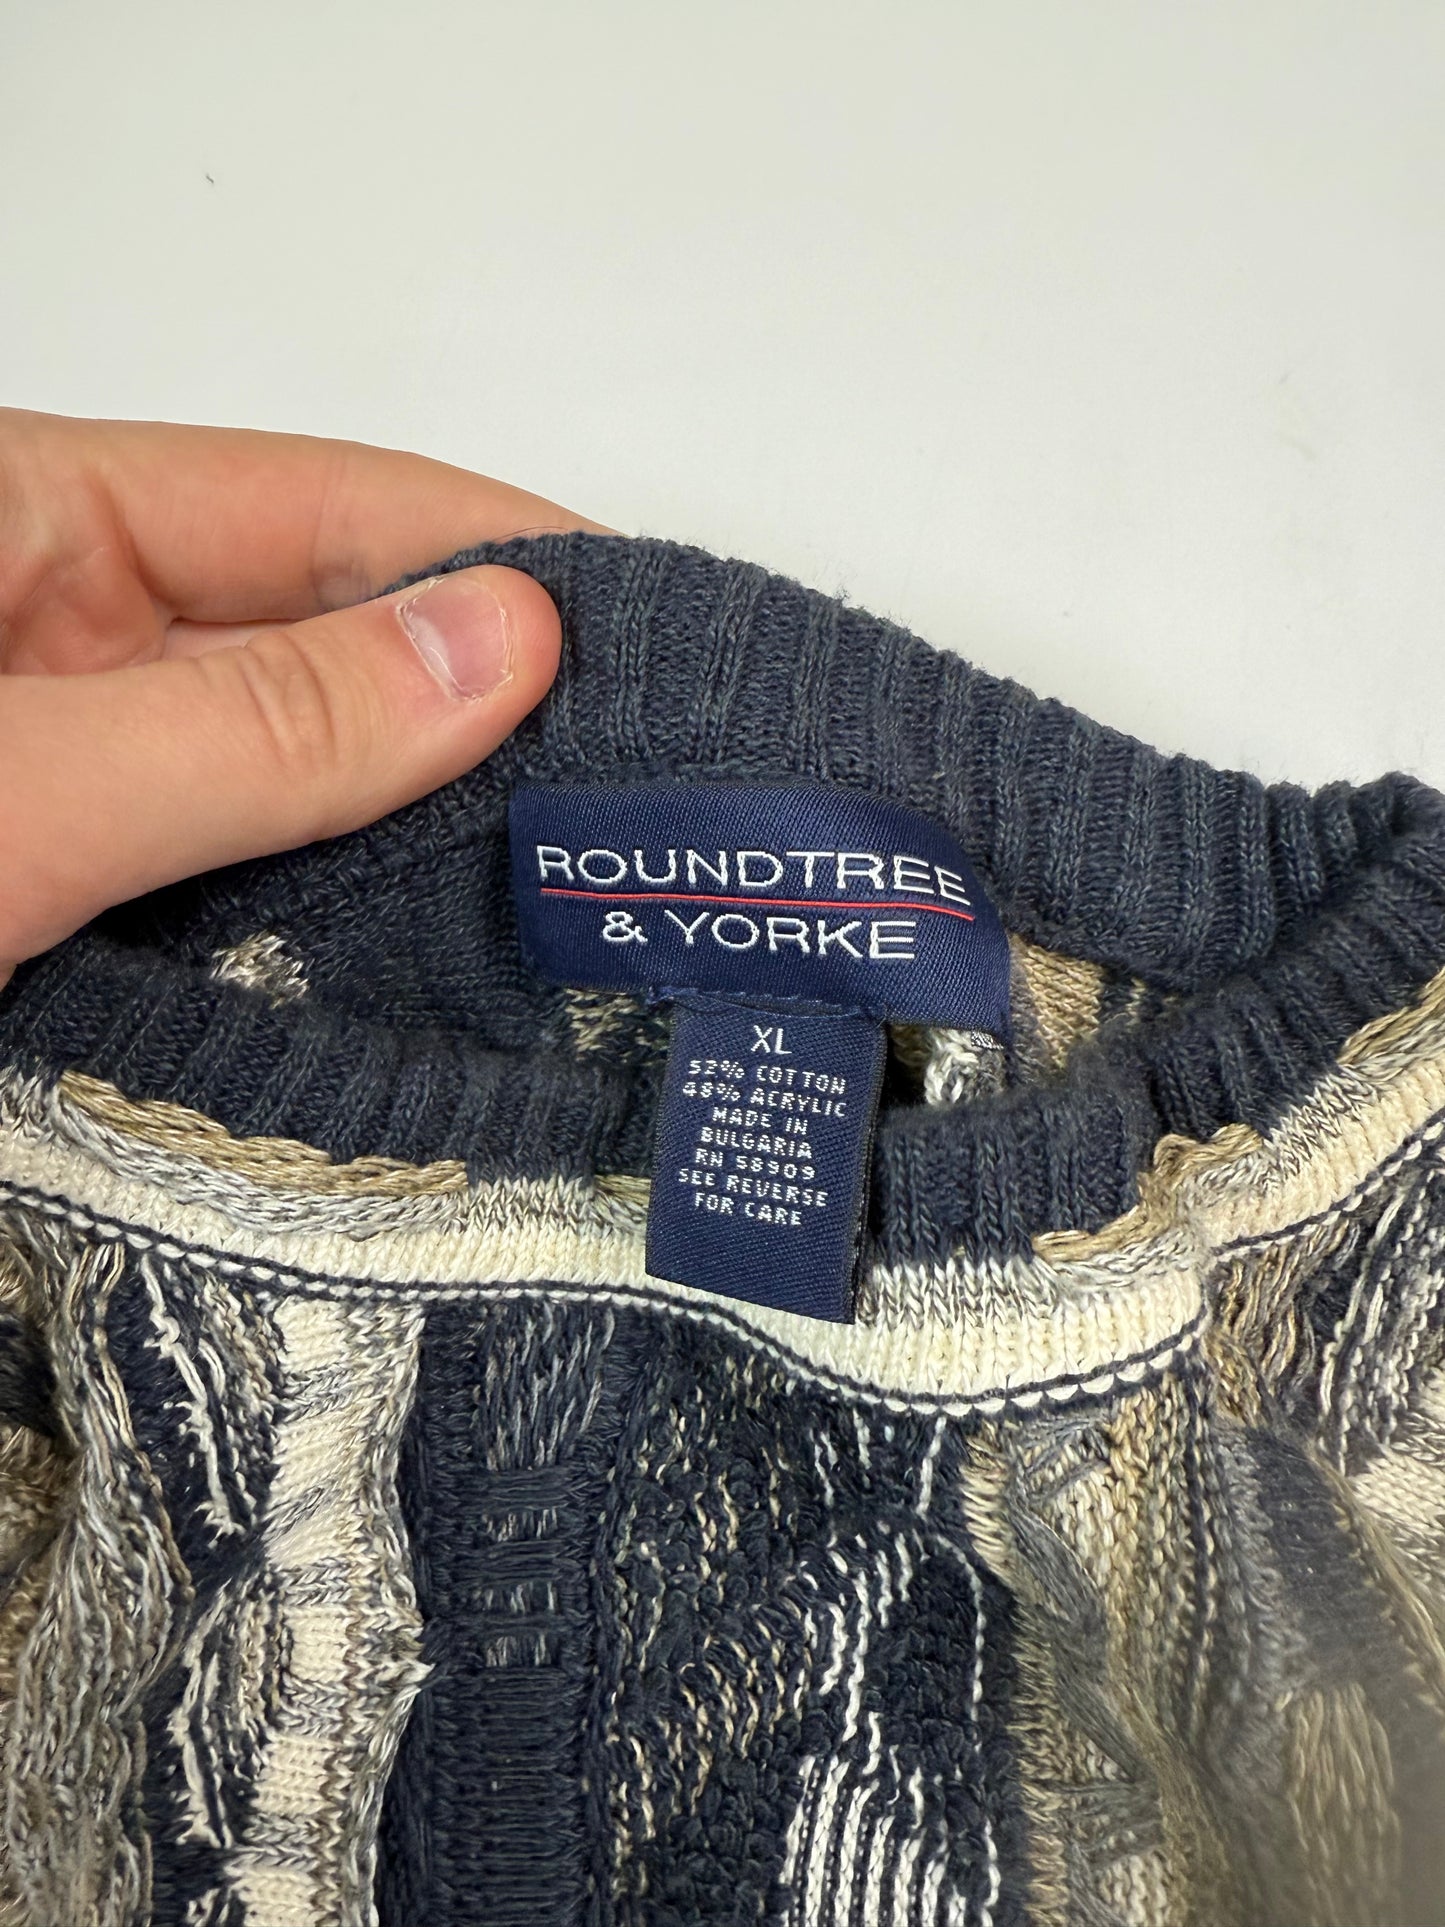 ROUNDTREE
& YORKE
XL
52% COTTON
48% ACRYLIC
MADE IN
BULGARIA
RN 58909
SEE REVERSE
FOR CARE